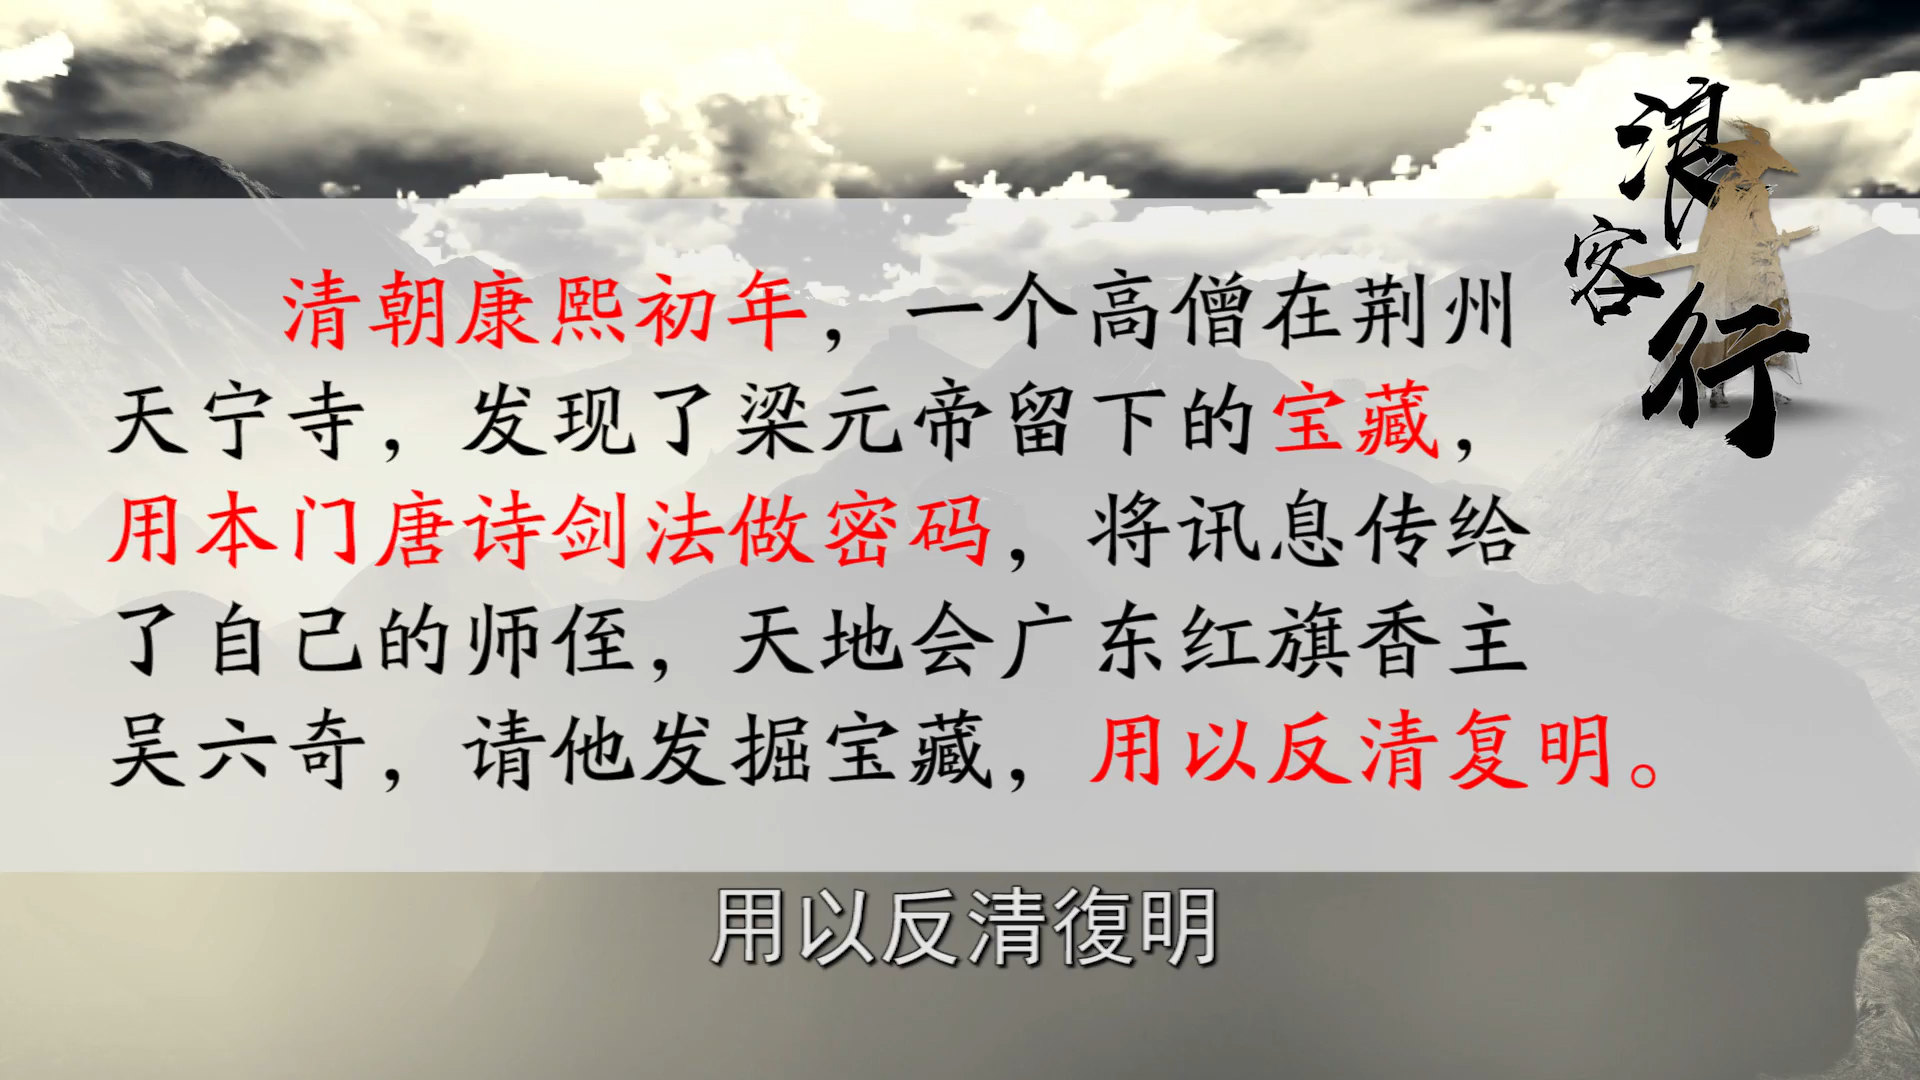 浪客行
清朝康熙初年，一个高僧在荆州
天宁寺，发现了梁元帝留下的宝藏，
用本门唐诗剑法做密码，将讯息传给
了自己的师侄，天地会广东红旗香主
吴六奇，请他发掘宝藏，用以反清复明。
用以反清復明